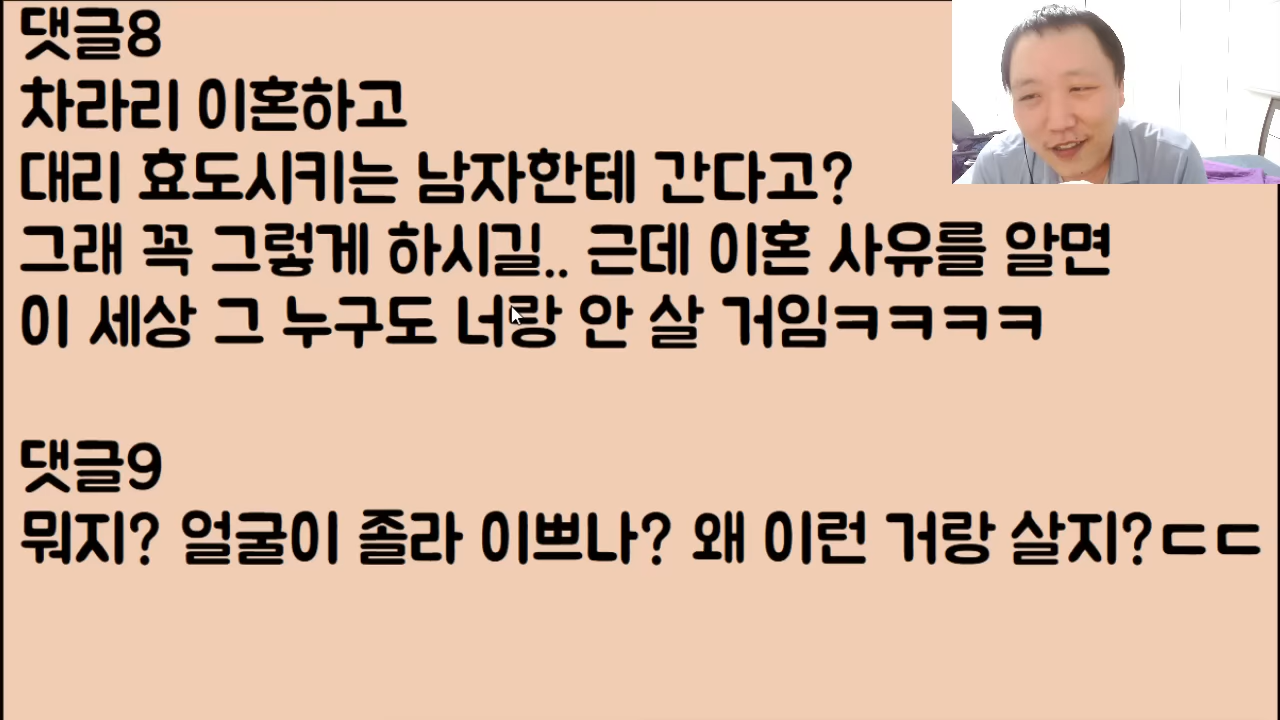 댓글8
차라리 이혼하고
대리 효도시키는 남자한테 간다고?
그래 꼭 그렇게 하시길.. 근데 이혼 사유를 알면
이 세상 그 누구도 너랑 안 살 거임ㅋㅋㅋㅋ
댓글9
뭐지? 얼굴이 졸라 이쁘나? 왜 이런 거랑 살지?ㄷㄷ